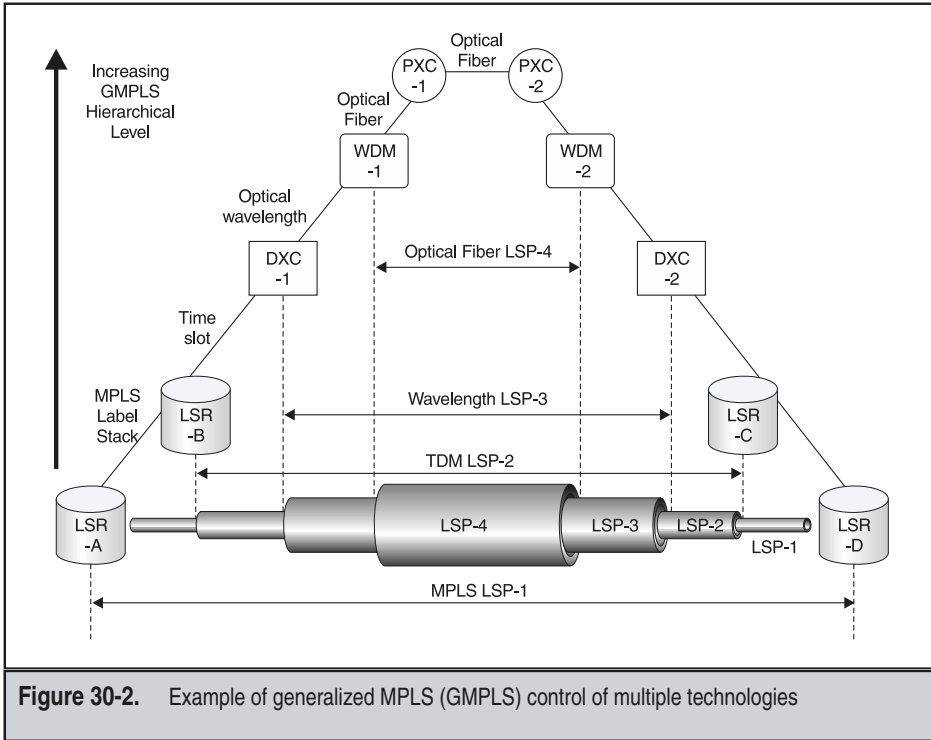 Increasing
GMPLS
Hierarchical
Level
Optical
Fiber
PXC
-1
PXC
-2
Optical
Fiber
WDM
-1
WDM
-2
Optical
wavelength
DXC
-1
Optical Fiber LSP-4
DXC
-2
Time
slot
MPLS
Label
Stack
LSR
-B
Wavelength LSP-3
LSR
-C
TDM LSP-2
LSR
-A
LSP-4
LSP-3
LSP-2
LSP-1
LSR
-D
MPLS LSP-1
Figure 30-2. Example of generalized MPLS (GMPLS) control of multiple technologies